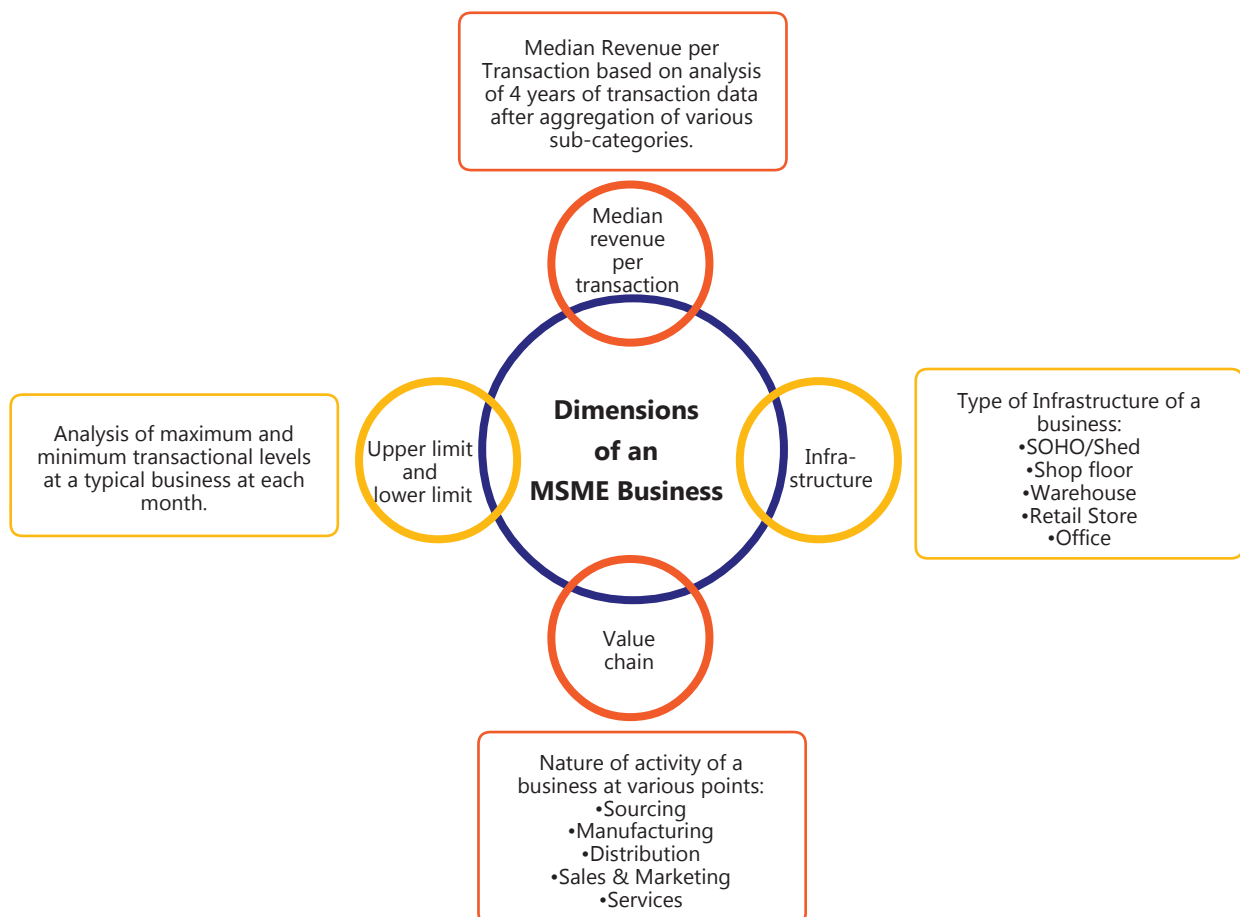 Median Revenue per
Transaction based on analysis
of 4 years of transaction data
after aggregation of various
sub-categories.
Median
revenue
per
transaction
Analysis of maximum and
minimum transactional levels
at a typical business at each
month.
Upper limit
and
lower limit
Dimensions
of an
MSME Business
Infra-
structure
Type of Infrastructure of a
business:
•SOHO/Shed
•Shop floor
•Warehouse
•Retail Store
•Office
Value
chain
Nature of activity of a
business at various points:
•Sourcing
•Manufacturing
•Distribution
•Sales & Marketing
•Services